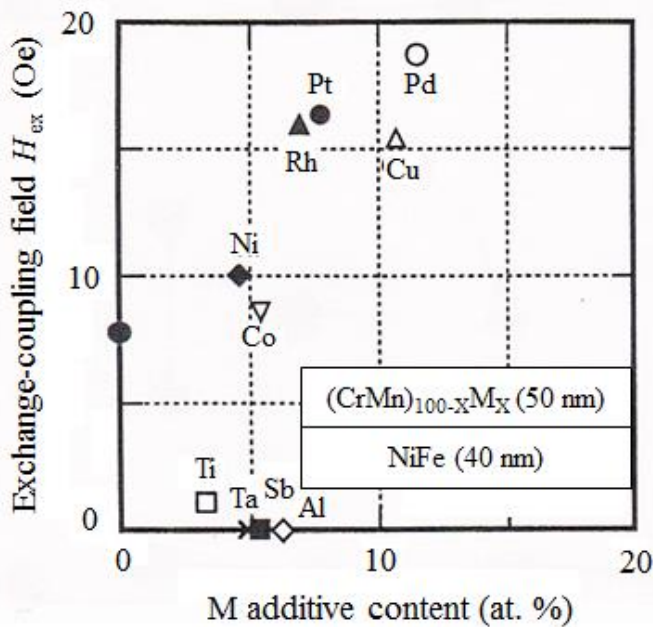 Exchange-coupling field H_ex (Oe)
20
10
0
Pt
Pd
Rh
Cu
Ni
Co
(CrMn)100-XMX (50 nm)
NiFe (40 nm)
Ti
Ta
Sb
Al
0
10
20
M additive content (at. %)